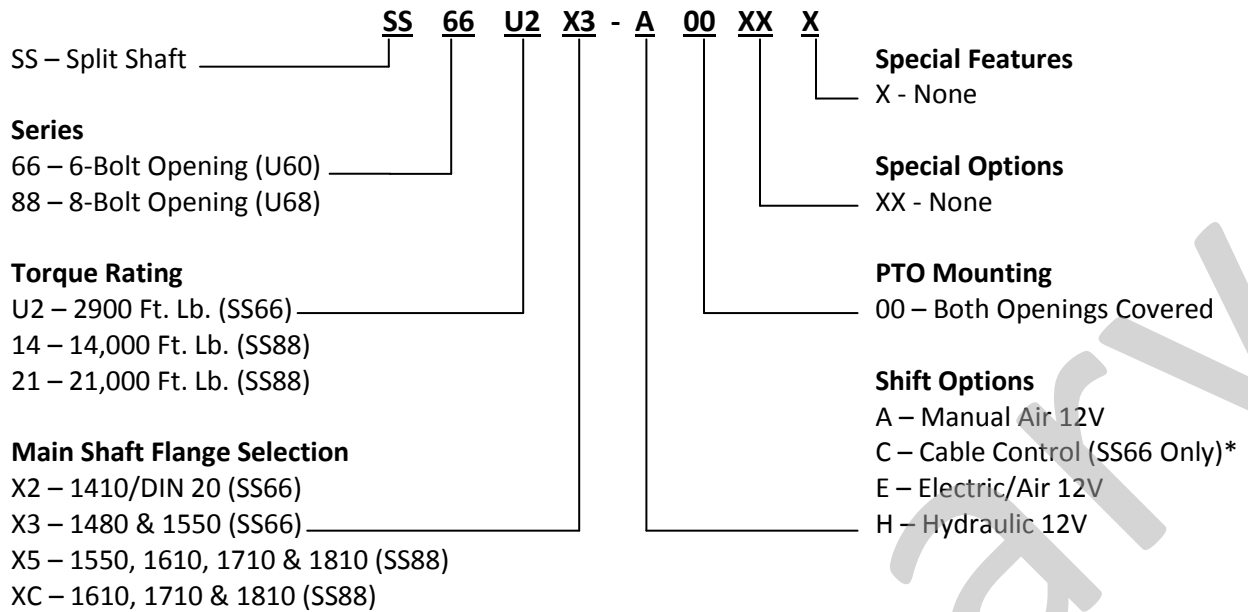 SS 66 U2 X3 - A 00 XX X
SS – Split Shaft
Series
66 – 6-Bolt Opening (U60)
88 – 8-Bolt Opening (U68)
Torque Rating
U2 – 2900 Ft. Lb. (SS66)
14 – 14,000 Ft. Lb. (SS88)
21 – 21,000 Ft. Lb. (SS88)
Main Shaft Flange Selection
X2 – 1410/DIN 20 (SS66)
X3 – 1480 & 1550 (SS66)
X5 – 1550, 1610, 1710 & 1810 (SS88)
XC – 1610, 1710 & 1810 (SS88)
Special Features
X - None
Special Options
XX - None
PTO Mounting
00 – Both Openings Covered
Shift Options
A – Manual Air 12V
C – Cable Control (SS66 Only)*
E – Electric/Air 12V
H – Hydraulic 12V
ary